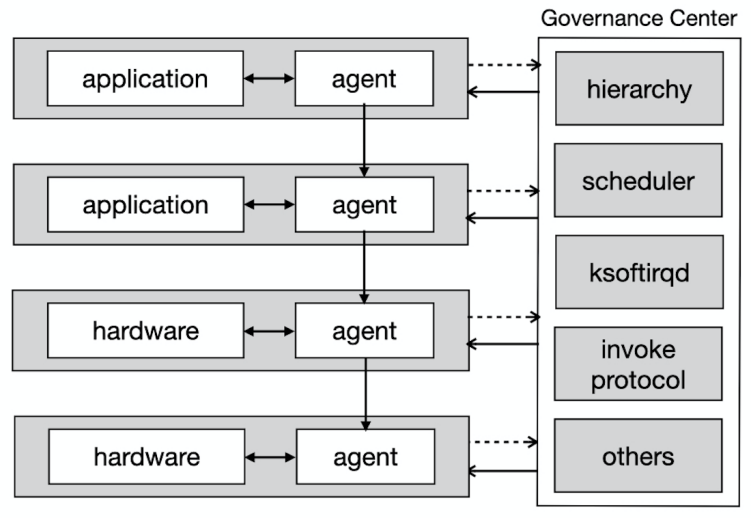 Governance Center
application
agent
hierarchy
application
agent
scheduler
ksoftirqd
hardware
agent
invoke
protocol
hardware
agent
others